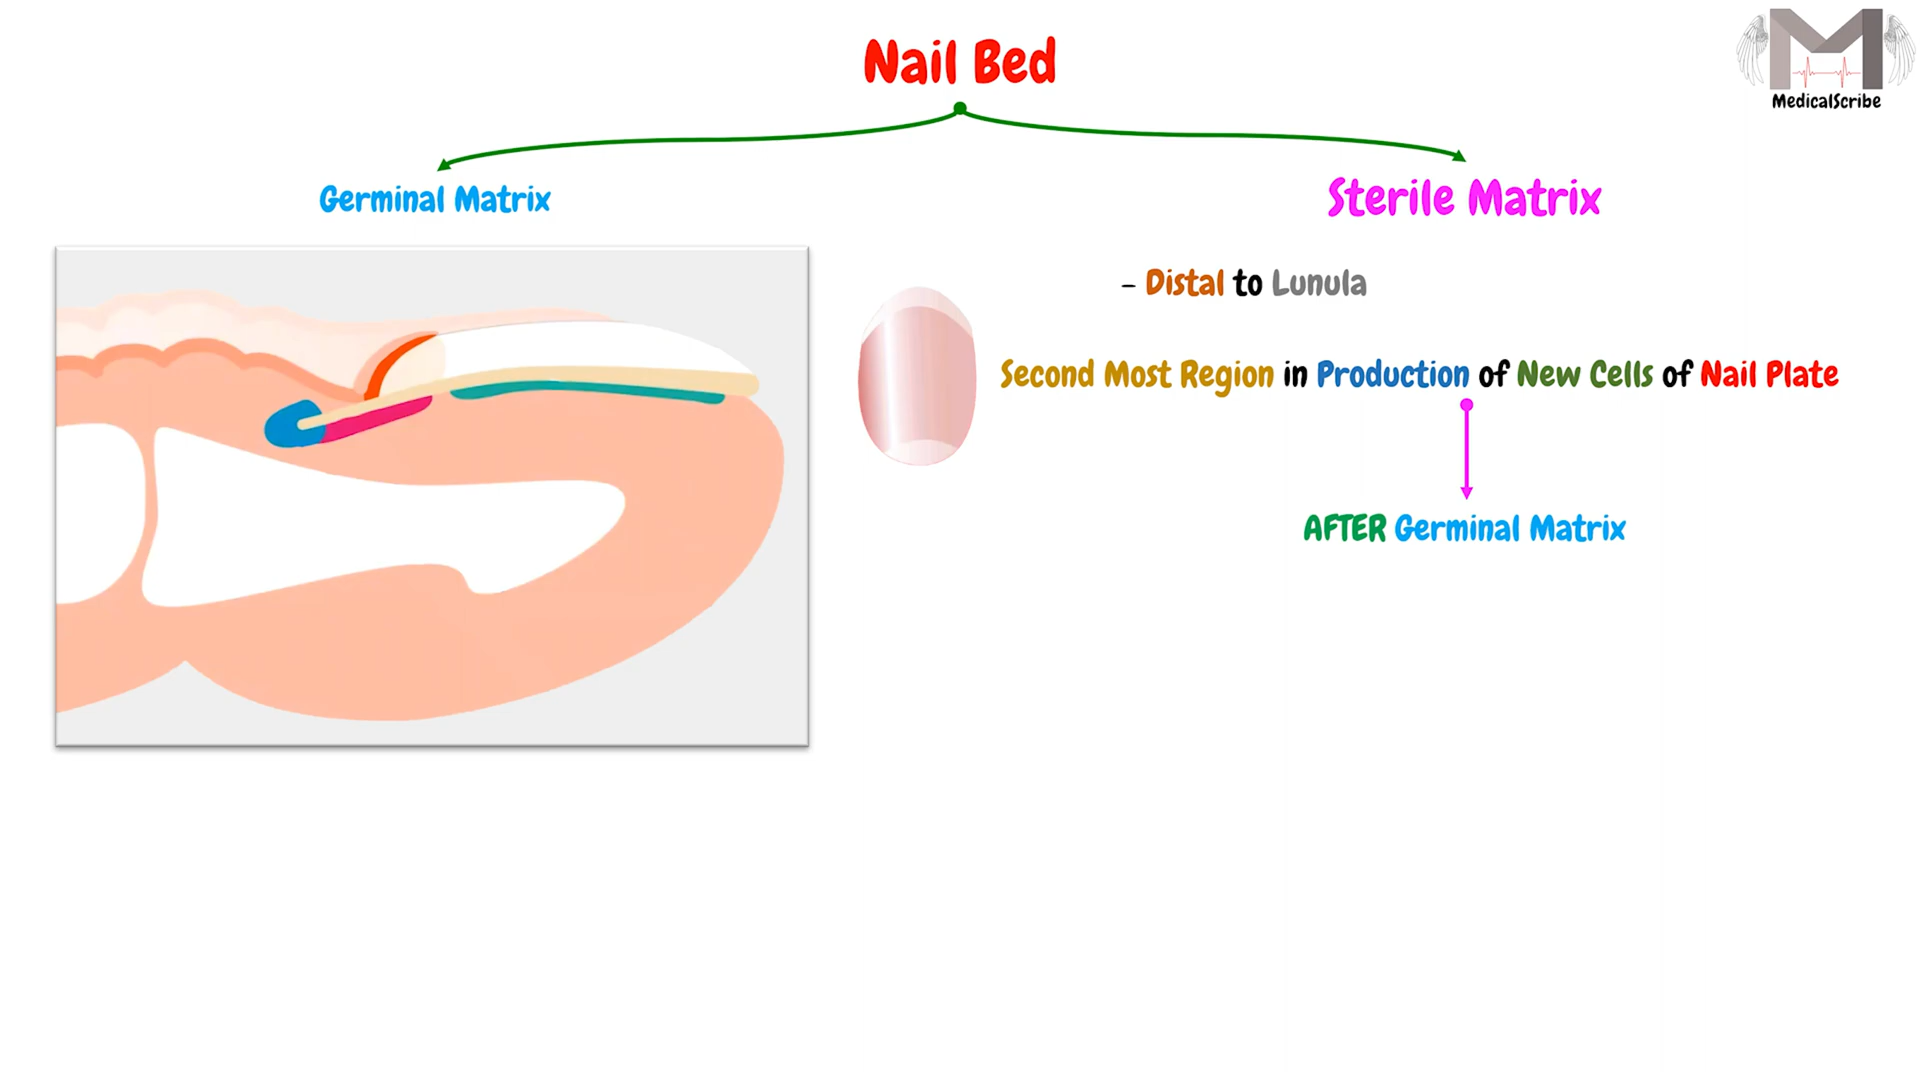 Nail Bed
MedicalScribe
Germinal Matrix
Sterile Matrix
- Distal to Lunula
Second Most Region in Production of New Cells of Nail Plate
AFTER Germinal Matrix